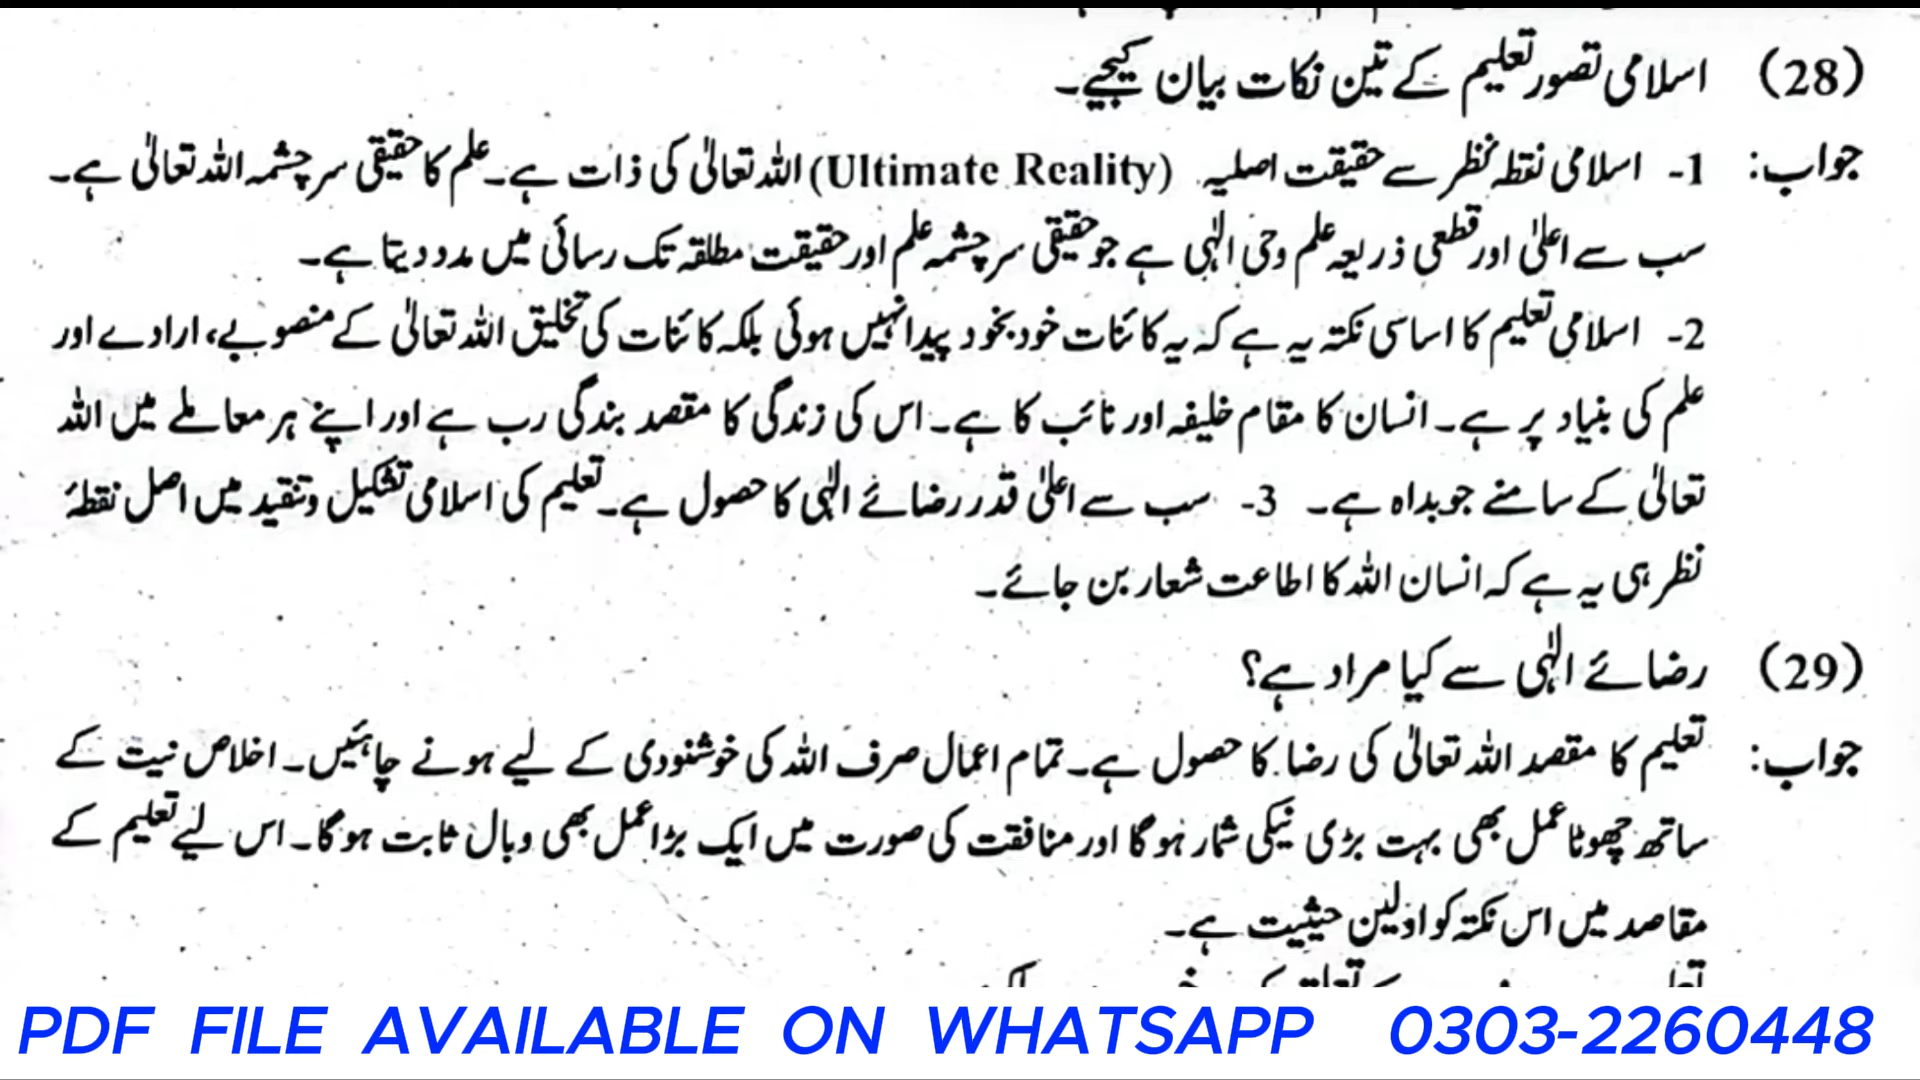 (28) اسلامی تصور تعلیم کے تین نکات بیان کیجیے۔
جواب: 1- اسلامی نقطہ نظر سے حقیقت اصلیہ (Ultimate Reality) اللہ تعالیٰ کی ذات ہے۔ علم کا حقیقی سرچشمہ اللہ تعالیٰ ہے۔
سب سے اعلیٰ اور قطعی ذریعہ علم وحی الٰہی ہے جو حقیقی سرچشمہ علم اور حقیقت مطلقہ تک رسائی میں مدد دیتا ہے۔
2- اسلامی تعلیم کا اساسی نکتہ یہ ہے کہ یہ کائنات خود بخود پیدا نہیں ہوئی بلکہ کائنات کی تخلیق اللہ تعالیٰ کے منصوبے، ارادے اور
علم کی بنیاد پر ہے۔ انسان کا مقام خلیفہ اور نائب کا ہے۔ اس کی زندگی کا مقصد بندگی رب ہے اور اپنے ہر معاملے میں اللہ
تعالیٰ کے سامنے جوبداہ ہے۔ 3- سب سے اعلیٰ قدر رضائے الٰہی کا حصول ہے۔ تعلیم کی اسلامی تشکیل وتنقید میں اصل نقطۂ
نظر ہی یہ ہے کہ انسان اللہ کا اطاعت شعار بن جائے۔
(29) رضائے الٰہی سے کیا مراد ہے؟
جواب: تعلیم کا مقصد اللہ تعالیٰ کی رضا کا حصول ہے۔ تمام اعمال صرف اللہ کی خوشنودی کے لیے ہونے چاہئیں۔ اخلاص نیت کے
ساتھ چھوٹا عمل بھی بہت بڑی نیکی شمار ہو گا اور منافقت کی صورت میں ایک بڑا عمل بھی وبال ثابت ہو گا۔ اس لیے تعلیم کے
مقاصد میں اس نکتہ کو اولین حیثیت ہے۔
PDF FILE AVAILABLE ON WHATSAPP 0303-2260448